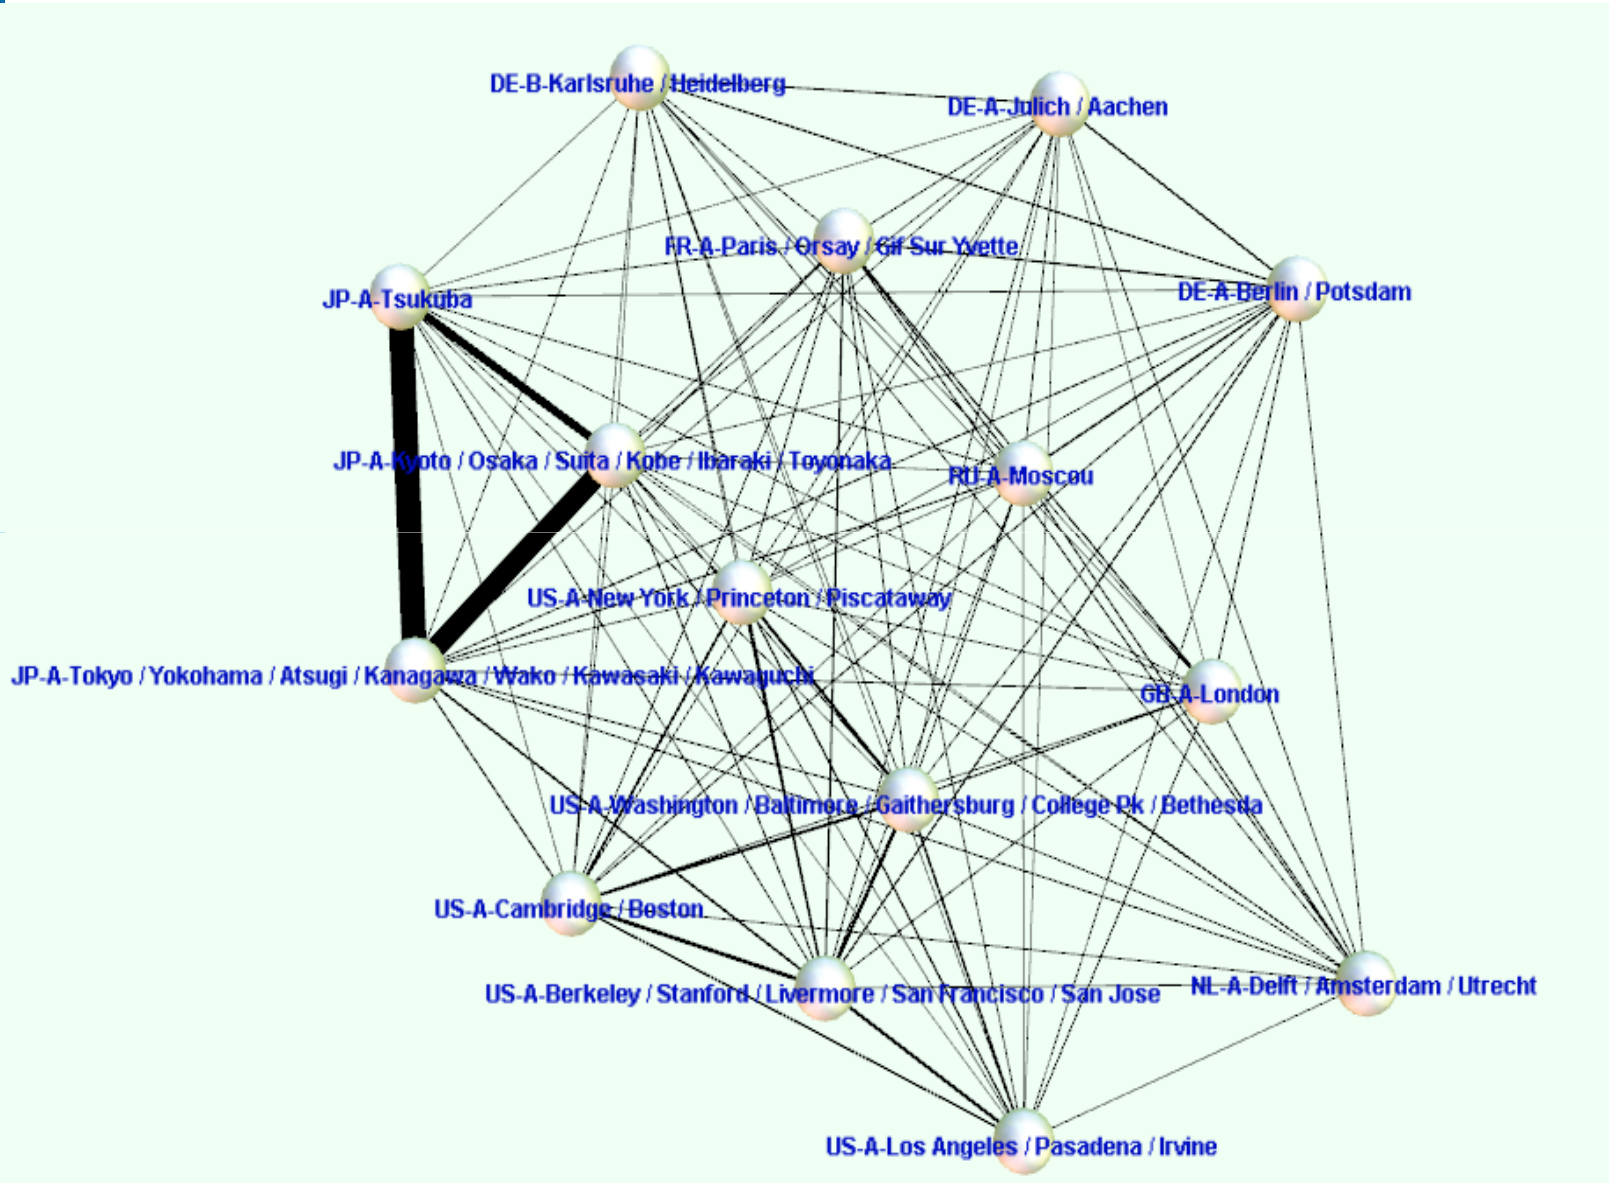 DE-B-Karlsruhe / Heidelberg
DE-A-Julich / Aachen
FR-A-Paris / Orsay / Gif Sur Yvette
DE-A-Berlin / Potsdam
JP-A-Tsukuba
JP-A-Kyoto / Osaka / Suita / Kobe / Ibaraki / Toyonaka
RU-A-Moscou
US-A-New York / Princeton / Piscataway
JP-A-Tokyo / Yokohama / Atsugi / Kanagawa / Wako / Kawasaki / Kawaguchi
GB-A-London
US-A-Washington / Baltimore / Gaithersburg / College Pk / Bethesda
US-A-Cambridge / Boston
NL-A-Delft / Amsterdam / Utrecht
US-A-Berkeley / Stanford / Livermore / San Francisco / San Jose
US-A-Los Angeles / Pasadena / Irvine